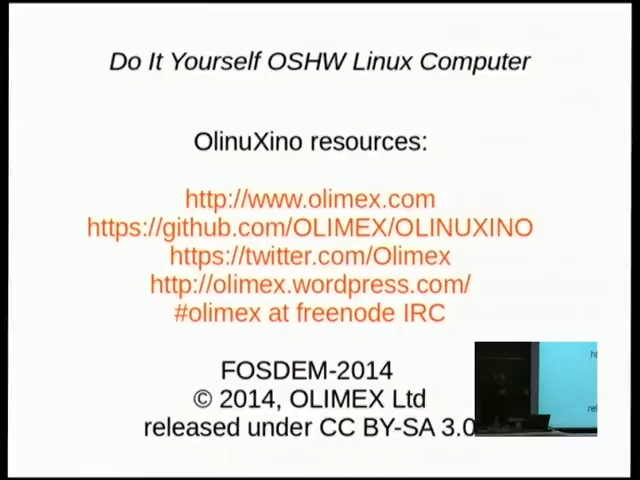 Do It Yourself OSHW Linux Computer
OlinuXino resources:
http://www.olimex.com
https://github.com/OLIMEX/OLINUXINO
https://twitter.com/Olimex
http://olimex.wordpress.com/
#olimex at freenode IRC
FOSDEM-2014
© 2014, OLIMEX Ltd
released under CC BY-SA 3.0